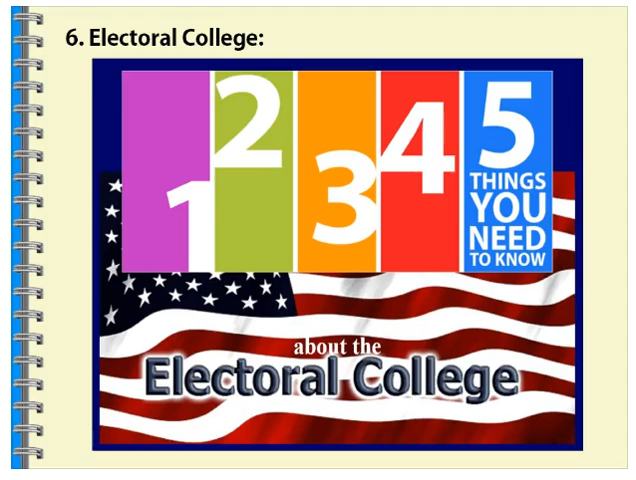 6. Electoral College:
1 2 3 4 5
THINGS
YOU
NEED
TO KNOW
about the
Electoral College